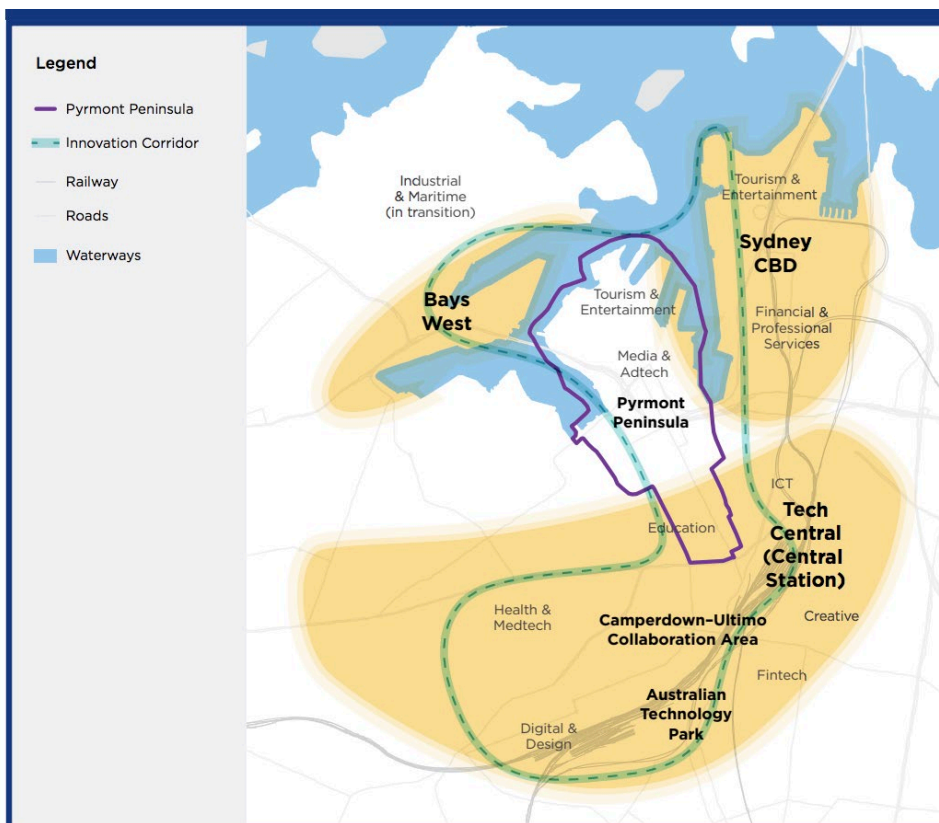 Legend
Pyrmont Peninsula
Innovation Corridor
Railway
Roads
Waterways
Industrial
& Maritime
(in transition)
Tourism &
Entertainment
Sydney
CBD
Bays
West
Tourism &
Entertainment
Financial &
Professional
Services
Media &
Adtech
Pyrmont
Peninsula
ICT
Tech
Central
(Central
Station)
Education
Health &
Medtech
Camperdown–Ultimo
Collaboration Area
Creative
Fintech
Australian
Technology
Park
Digital &
Design